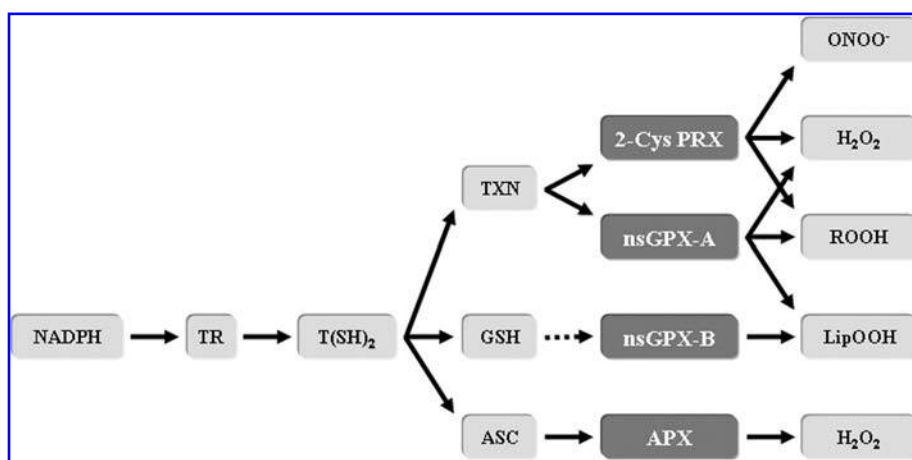 ONOO⁻
2-Cys PRX
H₂O₂
TXN
nsGPX-A
ROOH
NADPH
TR
T(SH)₂
GSH
nsGPX-B
LipOOH
ASC
APX
H₂O₂